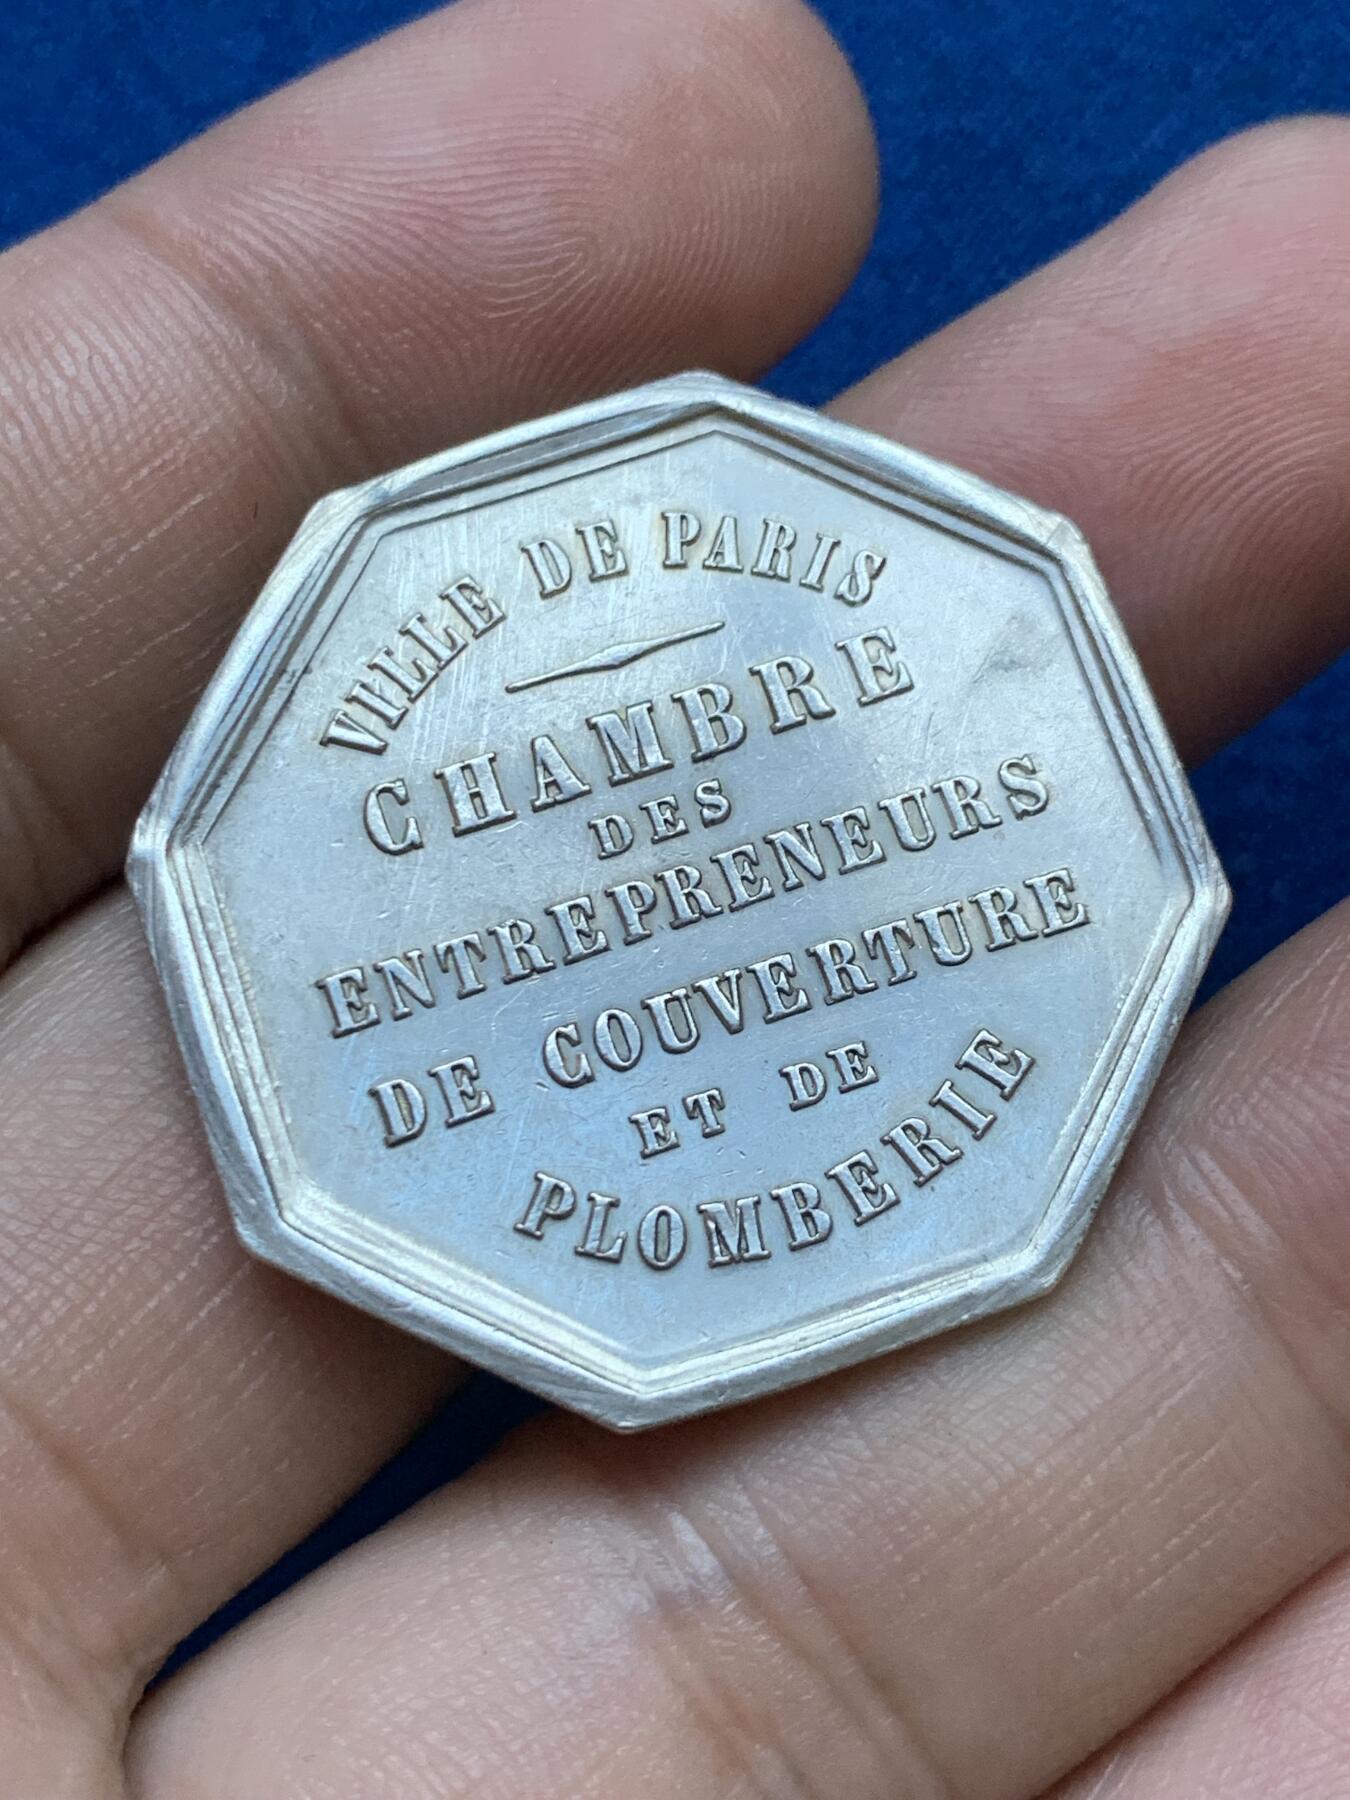 VILLE DE PARIS
CHAMBRE
DES
ENTREPRENEURS
DE COUVERTURE
ET DE
PLOMBERIE